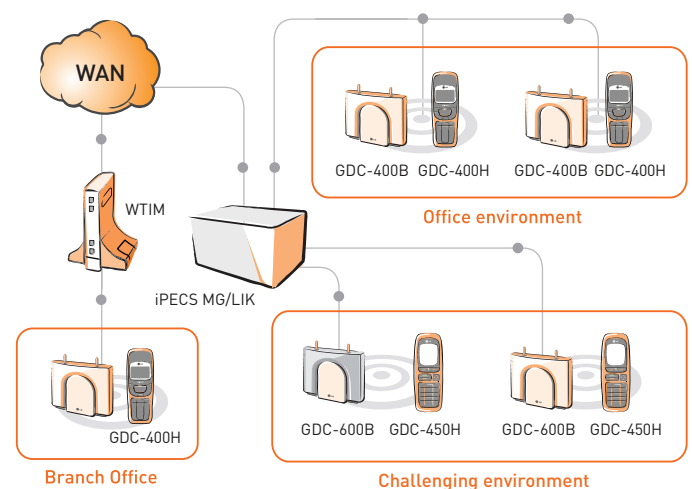 WAN
GDC-400B GDC-400H
GDC-400B GDC-400H
Office environment
WTIM
iPECS MG/LIK
GDC-400H
Branch Office
GDC-600B GDC-450H
GDC-600B GDC-450H
Challenging environment